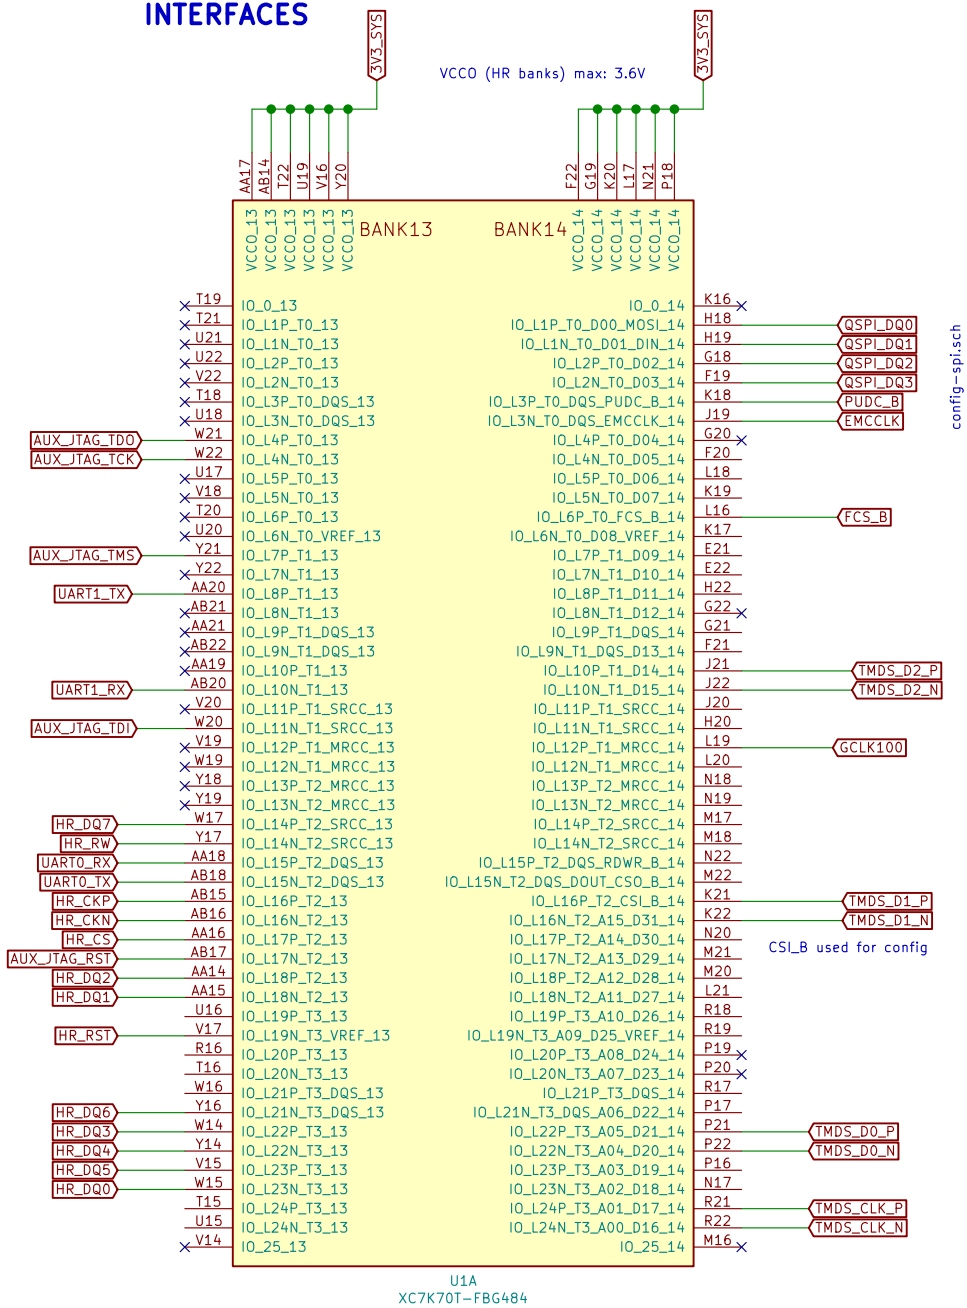 INTERFACES
3V3_SYS
3V3_SYS
VCCO (HR banks) max: 3.6V
AA17 AB14 T22 U19 V16 Y20
F22 G19 K20 L17 N21 P18
VCCO_13 VCCO_13 VCCO_13 VCCO_13 VCCO_13 VCCO_13
VCCO_14 VCCO_14 VCCO_14 VCCO_14 VCCO_14 VCCO_14
BANK13 BANK14
T19 IO_0_13 IO_0_14 K16
T21 IO_L1P_T0_13 IO_L1P_T0_D00_MOSI_14 H18 QSPI_DQ0
U21 IO_L1N_T0_13 IO_L1N_T0_D01_DIN_14 H19 QSPI_DQ1
U22 IO_L2P_T0_13 IO_L2P_T0_D02_14 G18 QSPI_DQ2
V22 IO_L2N_T0_13 IO_L2N_T0_D03_14 F19 QSPI_DQ3
T18 IO_L3P_T0_DQS_13 IO_L3P_T0_DQS_PUDC_B_14 K18 PUDC_B
U18 IO_L3N_T0_DQS_13 IO_L3N_T0_DQS_EMCCLK_14 J19 EMCCLK
config-spi.sch
AUX_JTAG_TDO W21 IO_L4P_T0_13 IO_L4P_T0_D04_14 G20
AUX_JTAG_TCK W22 IO_L4N_T0_13 IO_L4N_T0_D05_14 F20
U17 IO_L5P_T0_13 IO_L5P_T0_D06_14 L18
V18 IO_L5N_T0_13 IO_L5N_T0_D07_14 K19
T20 IO_L6P_T0_13 IO_L6P_T0_FCS_B_14 L16 FCS_B
U20 IO_L6N_T0_VREF_13 IO_L6N_T0_D08_VREF_14 K17
AUX_JTAG_TMS Y21 IO_L7P_T1_13 IO_L7P_T1_D09_14 E21
Y22 IO_L7N_T1_13 IO_L7N_T1_D10_14 E22
UART1_TX AA20 IO_L8P_T1_13 IO_L8P_T1_D11_14 H22
AB21 IO_L8N_T1_13 IO_L8N_T1_D12_14 G22
AA21 IO_L9P_T1_DQS_13 IO_L9P_T1_DQS_14 G21
AB22 IO_L9N_T1_DQS_13 IO_L9N_T1_DQS_D13_14 F21
AA19 IO_L10P_T1_13 IO_L10P_T1_D14_14 J21 TMDS_D2_P
UART1_RX AB20 IO_L10N_T1_13 IO_L10N_T1_D15_14 J22 TMDS_D2_N
V20 IO_L11P_T1_SRCC_13 IO_L11P_T1_SRCC_14 J20
AUX_JTAG_TDI W20 IO_L11N_T1_SRCC_13 IO_L11N_T1_SRCC_14 H20
V19 IO_L12P_T1_MRCC_13 IO_L12P_T1_MRCC_14 L19 GCLK100
W19 IO_L12N_T1_MRCC_13 IO_L12N_T1_MRCC_14 L20
Y18 IO_L13P_T2_MRCC_13 IO_L13P_T2_MRCC_14 N18
Y19 IO_L13N_T2_MRCC_13 IO_L13N_T2_MRCC_14 N19
HR_DQ7 W17 IO_L14P_T2_SRCC_13 IO_L14P_T2_SRCC_14 M17
HR_RW Y17 IO_L14N_T2_SRCC_13 IO_L14N_T2_SRCC_14 M18
UART0_RX AA18 IO_L15P_T2_DQS_13 IO_L15P_T2_DQS_RDWR_B_14 N22
UART0_TX AB18 IO_L15N_T2_DQS_13 IO_L15N_T2_DQS_DOUT_CSO_B_14 M22
HR_CKP AB15 IO_L16P_T2_13 IO_L16P_T2_CSI_B_14 K21 TMDS_D1_P
HR_CKN AB16 IO_L16N_T2_13 IO_L16N_T2_A15_D31_14 K22 TMDS_D1_N
HR_CS AA16 IO_L17P_T2_13 IO_L17P_T2_A14_D30_14 N20
CSI_B used for config
AUX_JTAG_RST AB17 IO_L17N_T2_13 IO_L17N_T2_A13_D29_14 M21
HR_DQ2 AA14 IO_L18P_T2_13 IO_L18P_T2_A12_D28_14 M20
HR_DQ1 AA15 IO_L18N_T2_13 IO_L18N_T2_A11_D27_14 L21
U16 IO_L19P_T3_13 IO_L19P_T3_A10_D26_14 R18
HR_RST V17 IO_L19N_T3_VREF_13 IO_L19N_T3_A09_D25_VREF_14 R19
R16 IO_L20P_T3_13 IO_L20P_T3_A08_D24_14 P19
T16 IO_L20N_T3_13 IO_L20N_T3_A07_D23_14 P20
W16 IO_L21P_T3_DQS_13 IO_L21P_T3_DQS_14 R17
HR_DQ6 Y16 IO_L21N_T3_DQS_13 IO_L21N_T3_DQS_A06_D22_14 P17
HR_DQ3 W14 IO_L22P_T3_13 IO_L22P_T3_A05_D21_14 P21 TMDS_D0_P
HR_DQ4 Y14 IO_L22N_T3_13 IO_L22N_T3_A04_D20_14 P22 TMDS_D0_N
HR_DQ5 V15 IO_L23P_T3_13 IO_L23P_T3_A03_D19_14 P16
HR_DQ0 W15 IO_L23N_T3_13 IO_L23N_T3_A02_D18_14 N17
T15 IO_L24P_T3_13 IO_L24P_T3_A01_D17_14 R21 TMDS_CLK_P
U15 IO_L24N_T3_13 IO_L24N_T3_A00_D16_14 R22 TMDS_CLK_N
V14 IO_25_13 IO_25_14 M16
U1A
XC7K70T-FBG484